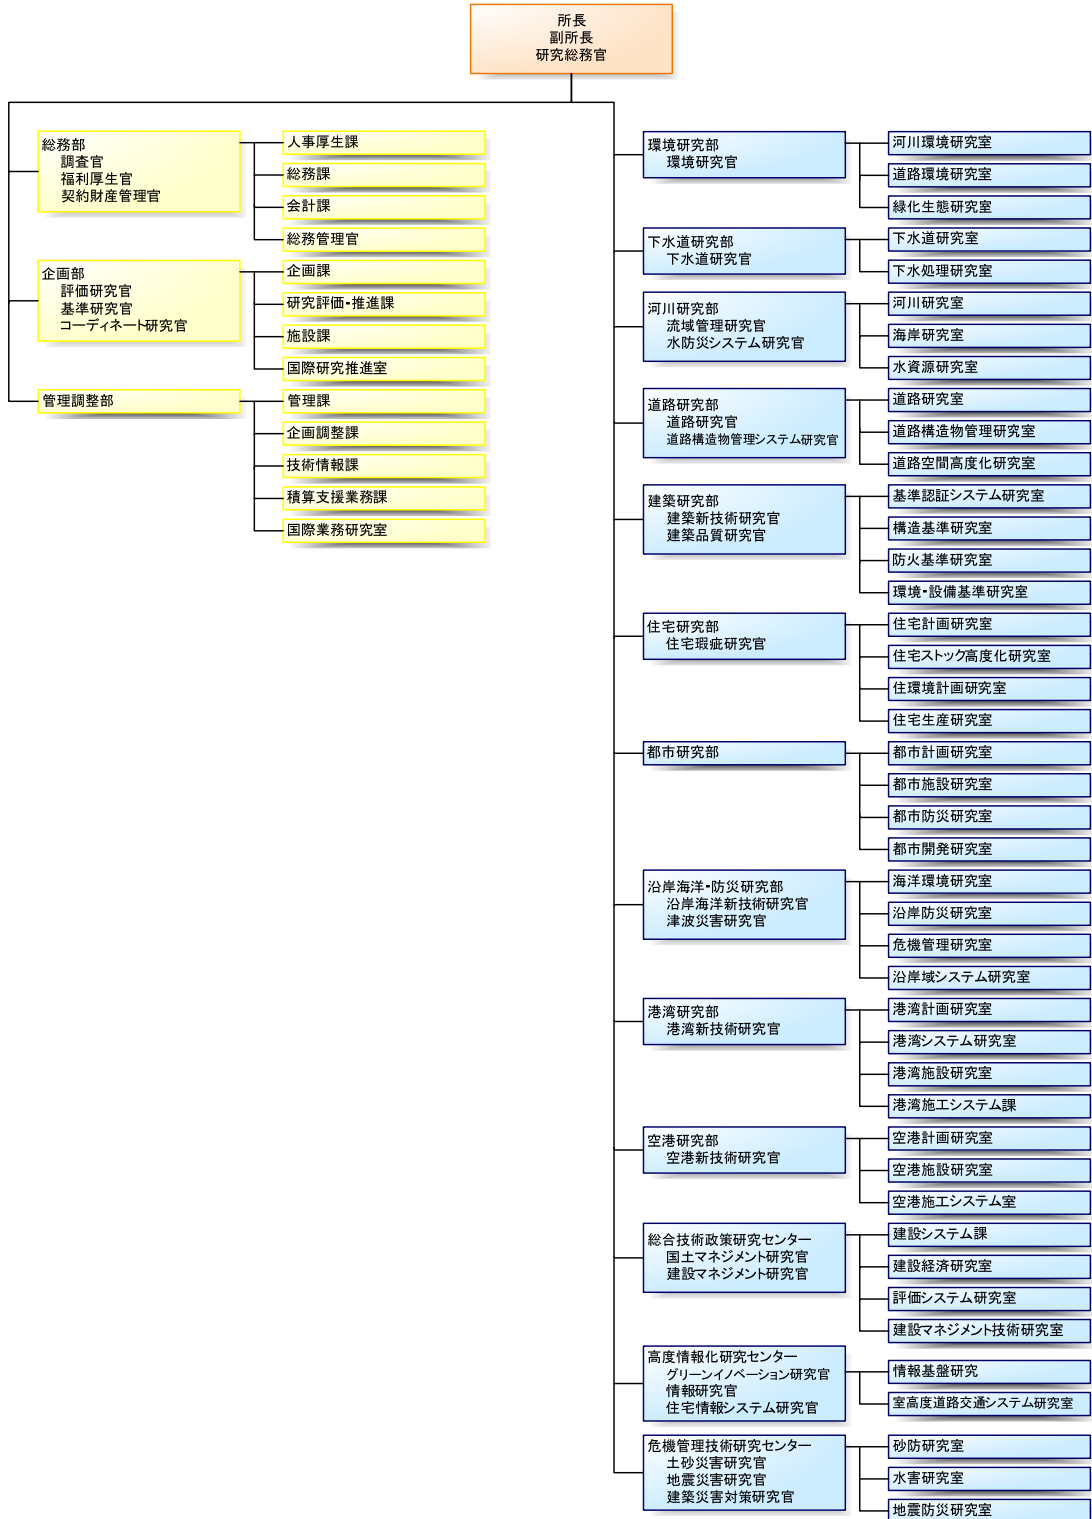 所長
副所長
研究総務官
総務部
調査官
福利厚生官
契約財産管理官
人事厚生課
総務課
会計課
総務管理官
企画部
評価研究官
基準研究官
コーディネート研究官
企画課
研究評価・推進課
施設課
国際研究推進室
管理調整部
管理課
企画調整課
技術情報課
積算支援業務課
国際業務研究室
環境研究部
環境研究官
河川環境研究室
道路環境研究室
緑化生態研究室
下水道研究部
下水道研究官
下水道研究室
下水処理研究室
河川研究部
流域管理研究官
水防災システム研究官
河川研究室
海岸研究室
水資源研究室
道路研究部
道路研究官
道路構造物管理システム研究官
道路研究室
道路構造物管理研究室
道路空間高度化研究室
建築研究部
建築新技術研究官
建築品質研究官
基準認証システム研究室
構造基準研究室
防火基準研究室
環境・設備基準研究室
住宅研究部
住宅瑕疵研究官
住宅計画研究室
住宅ストック高度化研究室
住環境計画研究室
住宅生産研究室
都市研究部
都市計画研究室
都市施設研究室
都市防災研究室
都市開発研究室
沿岸海洋・防災研究部
沿岸海洋新技術研究官
津波災害研究官
海洋環境研究室
沿岸防災研究室
危機管理研究室
沿岸域システム研究室
港湾研究部
港湾新技術研究官
港湾計画研究室
港湾システム研究室
港湾施設研究室
港湾施工システム課
空港研究部
空港新技術研究官
空港計画研究室
空港施設研究室
空港施工システム室
総合技術政策研究センター
国土マネジメント研究官
建設マネジメント研究官
建設システム課
建設経済研究室
評価システム研究室
建設マネジメント技術研究室
高度情報化研究センター
グリーンイノベーション研究官
情報研究官
住宅情報システム研究官
情報基盤研究
室高度道路交通システム研究室
危機管理技術研究センター
土砂災害研究官
地震災害研究官
建築災害対策研究官
砂防研究室
水害研究室
地震防災研究室